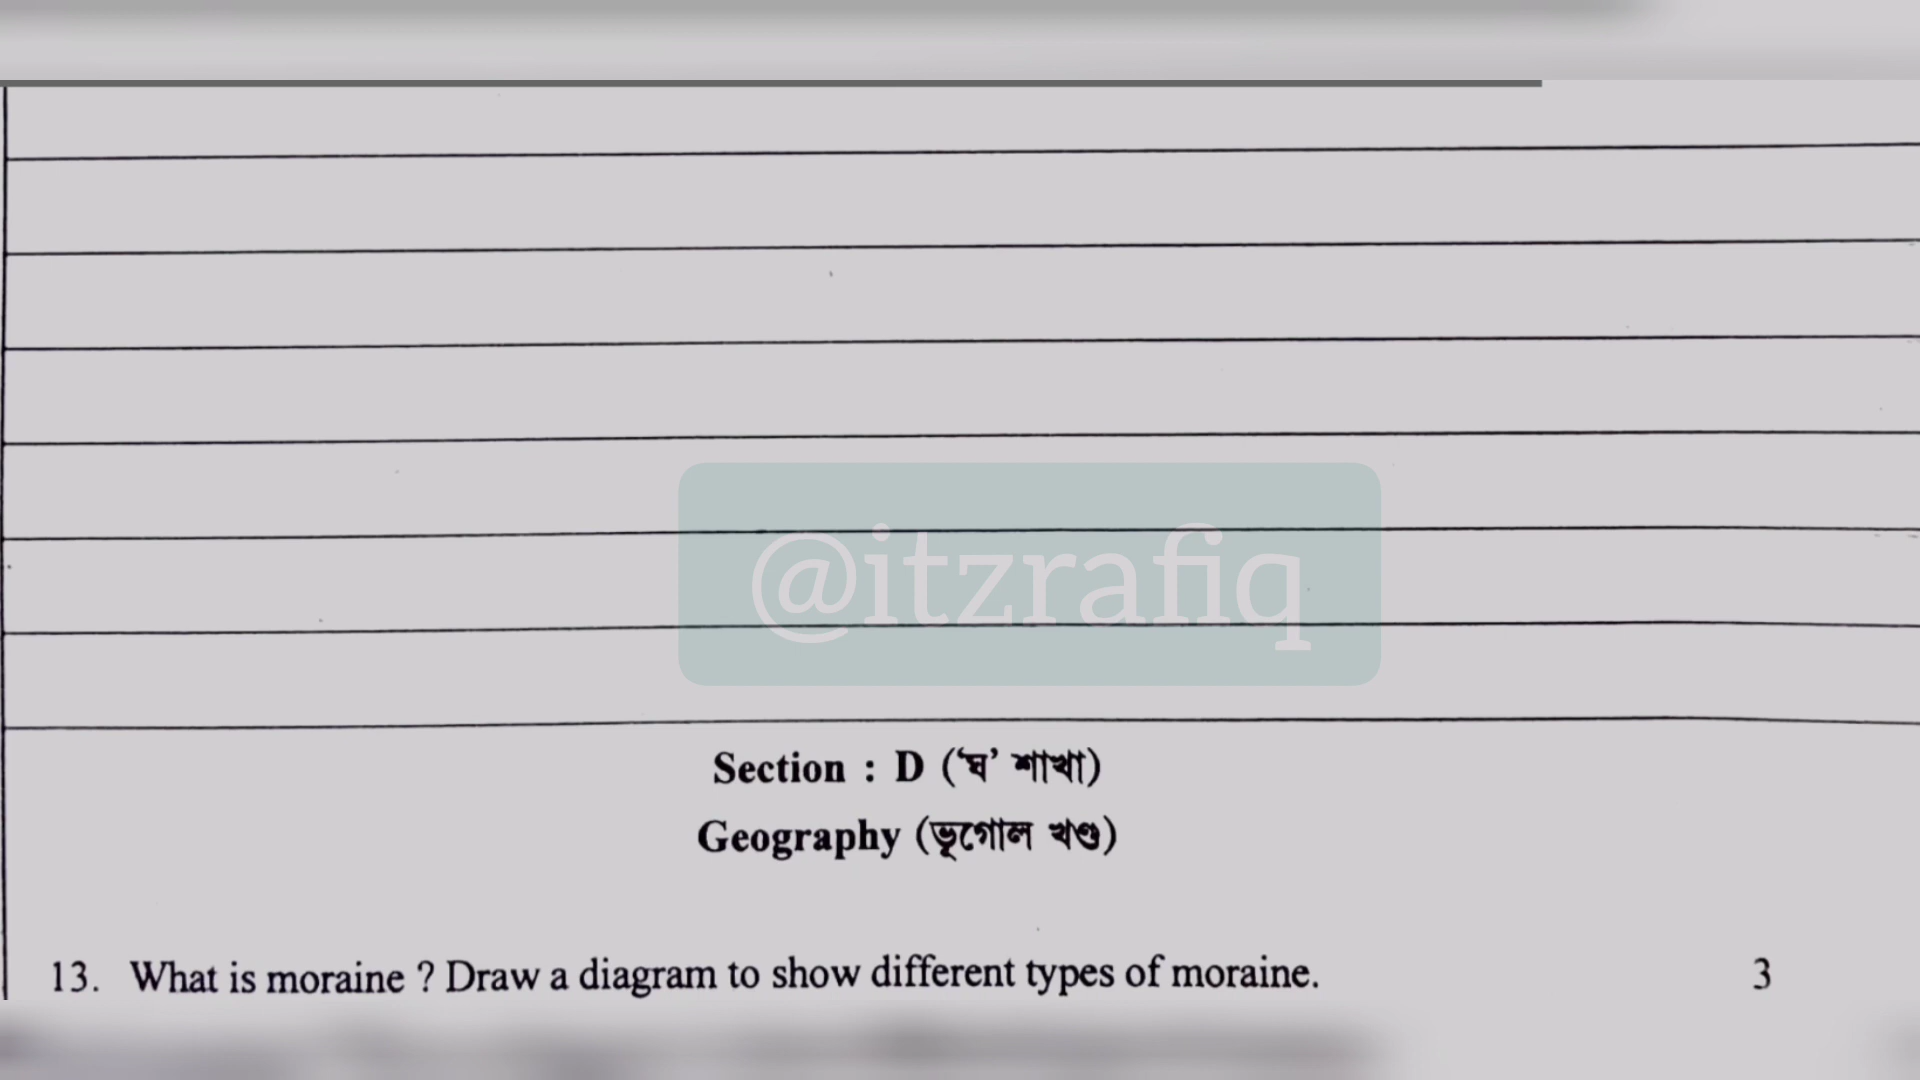 @itzrafiq
Section : D (‘ঘ’ শাখা)
Geography (ভূগোল খণ্ড)
13. What is moraine ? Draw a diagram to show different types of moraine. 3